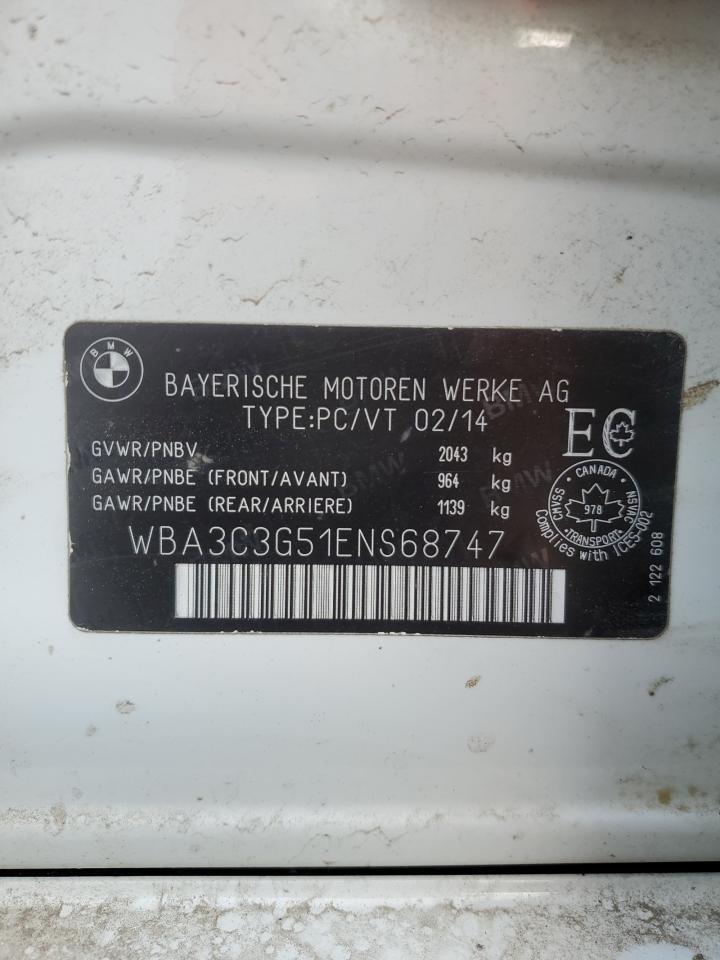 BMW
BAYERISCHE MOTOREN WERKE AG
TYPE:PC/VT 02/14
EC
GVWR/PNBV 2043 kg
GAWR/PNBE (FRONT/AVANT) 964 kg
GAWR/PNBE (REAR/ARRIERE) 1139 kg
CANADA
CMVSS NSVAC
978
TRANSPORT
Complies with ICES-002
WBA3C3G51ENS68747
2 122 608